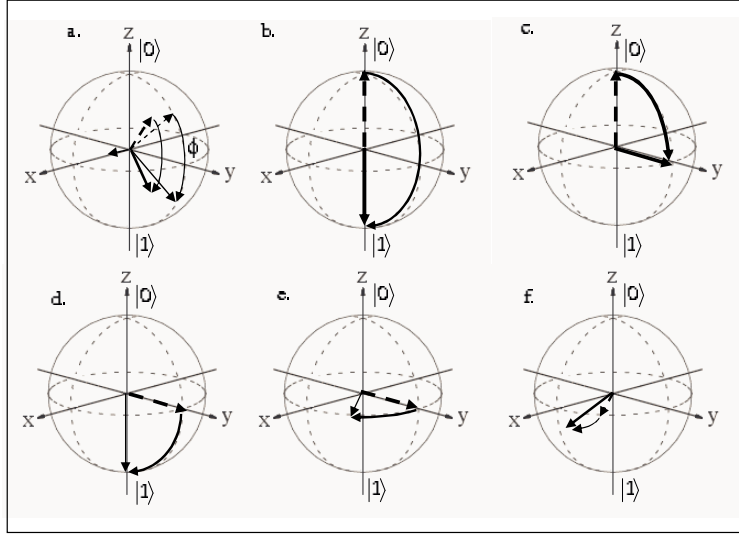 a. z |0⟩ ϕ x y |1⟩
b. z |0⟩ x y |1⟩
c. z |0⟩ x y |1⟩
d. z |0⟩ x y |1⟩
e. z |0⟩ x y |1⟩
f. z |0⟩ x y |1⟩